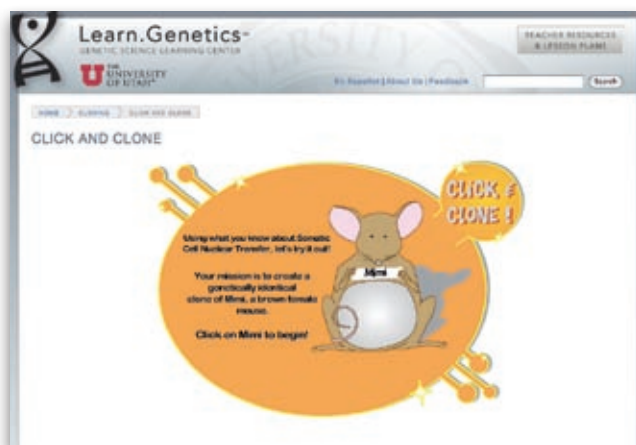 Learn.Genetics™
GENETIC SCIENCE LEARNING CENTER
TEACHER RESOURCES
& LESSON PLANS
THE
UNIVERSITY
OF UTAH
En Español | About Us | Feedback
Search
HOME
CLONING
CLICK AND CLONE
CLICK AND CLONE
CLICK &
CLONE!
Using what you know about Somatic
Cell Nuclear Transfer, let's try it out!
Your mission is to create a
genetically identical
clone of Mimi, a brown female
mouse.
Click on Mimi to begin!
Mimi